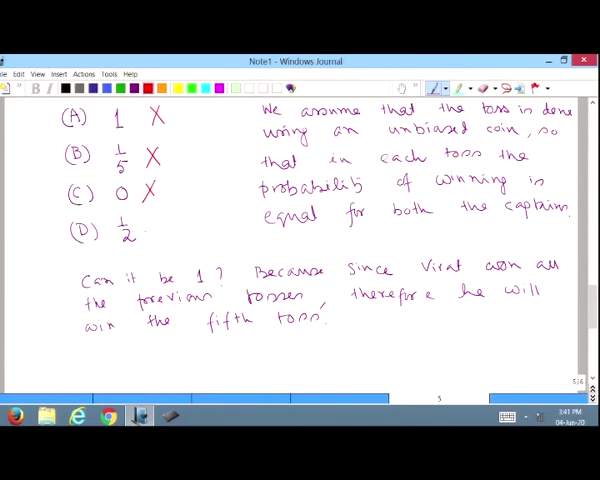 Note1 - Windows Journal
File Edit View Insert Actions Tools Help
(A) 1 X
(B) 1/5 X
(C) 0 X
(D) 1/2
We assume that the toss is done
using an unbiased coin, so
that in each toss the
probability of winning is
equal for both the captains.
Can it be 1? Because since Virat won all
the previous tosses, therefore he will
win the fifth toss.
5/6
5
3:41 PM
04-Jun-20